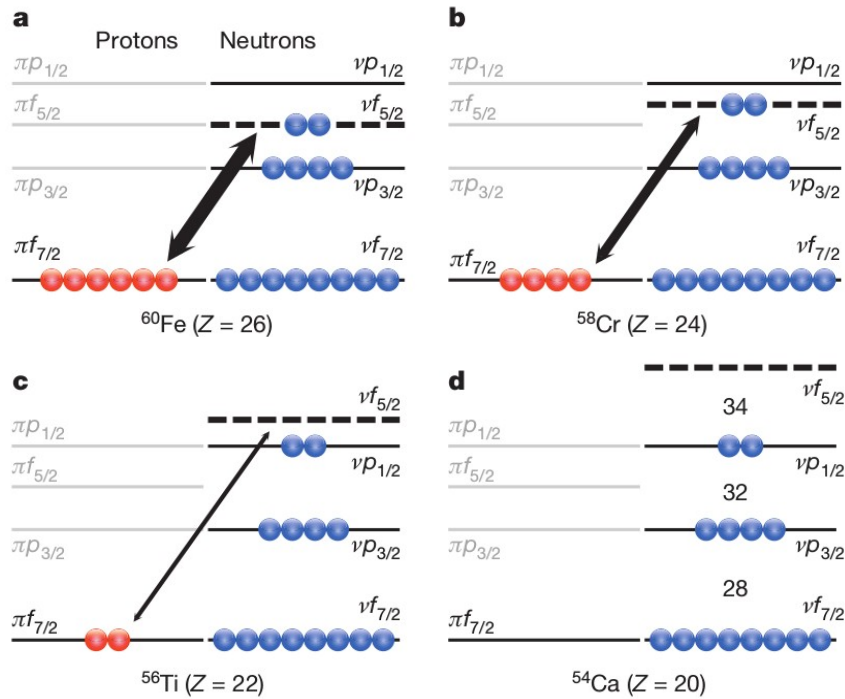 a
Protons Neutrons
πp1/2 νp1/2
πf5/2 νf5/2
πp3/2 νp3/2
πf7/2 νf7/2
60Fe (Z = 26)
b
πp1/2 νp1/2
πf5/2 νf5/2
πp3/2 νp3/2
πf7/2 νf7/2
58Cr (Z = 24)
c
νf5/2
πp1/2 νp1/2
πf5/2
πp3/2 νp3/2
πf7/2 νf7/2
56Ti (Z = 22)
d
νf5/2
34
πp1/2 νp1/2
πf5/2
32
πp3/2 νp3/2
28
πf7/2 νf7/2
54Ca (Z = 20)